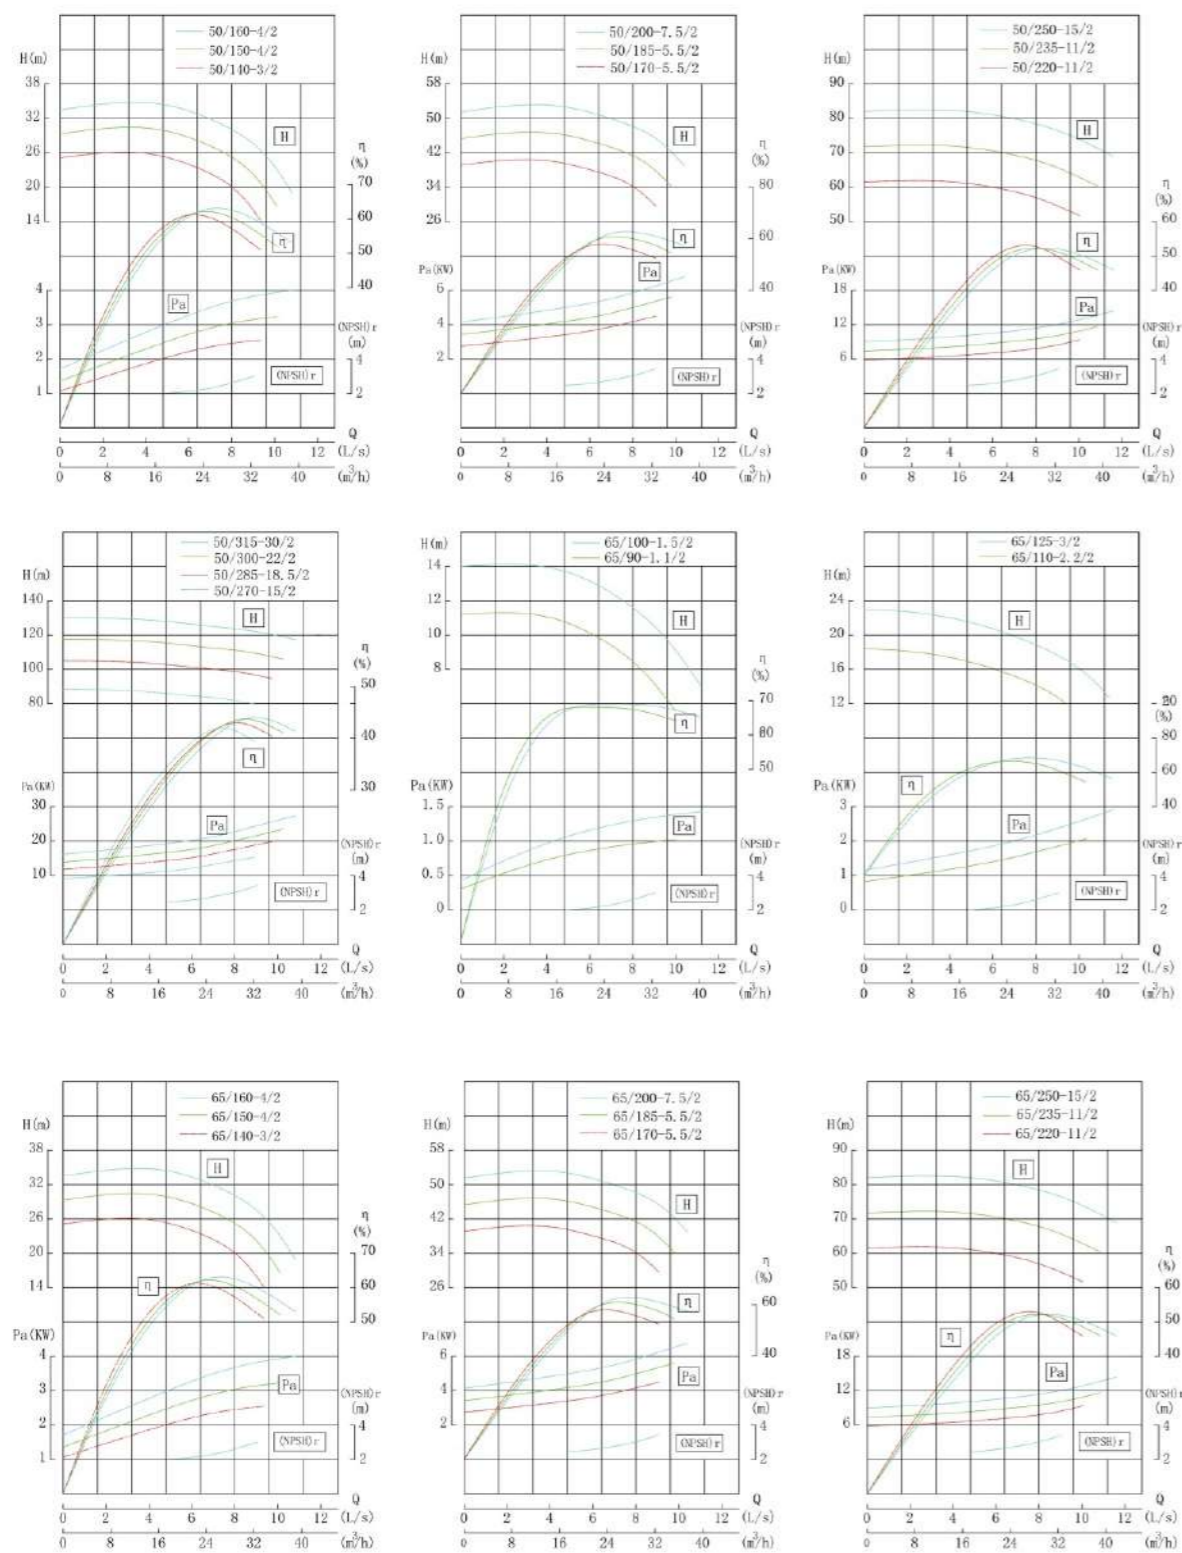 50/160-4/2
50/150-4/2
50/140-3/2
H(m)
38
32
26
20
14
H
η
(%)
70
60
50
40
η
Pa
4
3
2
1
(NPSH)r
(m)
4
2
(NPSH)r
Q
0 2 4 6 8 10 12 (L/s)
0 8 16 24 32 40 (m³/h)
50/200-7.5/2
50/185-5.5/2
50/170-5.5/2
H(m)
58
50
42
34
26
H
η
(%)
80
60
40
η
Pa(KW)
6
4
2
Pa
(NPSH)r
(m)
4
2
(NPSH)r
Q
0 2 4 6 8 10 12 (L/s)
0 8 16 24 32 40 (m³/h)
50/250-15/2
50/235-11/2
50/220-11/2
H(m)
90
80
70
60
50
H
η
(%)
60
50
40
η
Pa(KW)
18
12
6
Pa
(NPSH)r
(m)
4
2
(NPSH)r
Q
0 2 4 6 8 10 12 (L/s)
0 8 16 24 32 40 (m³/h)
50/315-30/2
50/300-22/2
50/285-18.5/2
50/270-15/2
H(m)
140
120
100
80
H
η
(%)
50
40
30
η
Pa(KW)
30
20
10
Pa
(NPSH)r
(m)
4
2
(NPSH)r
Q
0 2 4 6 8 10 12 (L/s)
0 8 16 24 32 40 (m³/h)
65/100-1.5/2
65/90-1.1/2
H(m)
14
12
10
8
H
η
(%)
70
60
50
η
Pa(KW)
1.5
1.0
0.5
0
Pa
(NPSH)r
(m)
4
2
(NPSH)r
Q
0 2 4 6 8 10 12 (L/s)
0 8 16 24 32 40 (m³/h)
65/125-3/2
65/110-2.2/2
H(m)
24
20
16
12
H
(%)
80
60
40
η
Pa(KW)
3
2
1
0
Pa
(NPSH)r
(m)
4
2
(NPSH)r
Q
0 2 4 6 8 10 12 (L/s)
0 8 16 24 32 40 (m³/h)
65/160-4/2
65/150-4/2
65/140-3/2
H(m)
38
32
26
20
14
H
η
(%)
70
60
50
η
Pa(KW)
4
3
2
1
Pa
(NPSH)r
(m)
4
2
(NPSH)r
Q
0 2 4 6 8 10 12 (L/s)
0 8 16 24 32 40 (m³/h)
65/200-7.5/2
65/185-5.5/2
65/170-5.5/2
H(m)
58
50
42
34
26
H
η
(%)
60
40
η
Pa(KW)
6
4
2
Pa
(NPSH)r
(m)
4
2
(NPSH)r
Q
0 2 4 6 8 10 12 (L/s)
0 8 16 24 32 40 (m³/h)
65/250-15/2
65/235-11/2
65/220-11/2
H(m)
90
80
70
60
50
H
η
(%)
60
50
40
η
Pa(KW)
18
12
6
Pa
(NPSH)r
(m)
4
2
(NPSH)r
Q
0 2 4 6 8 10 12 (L/s)
0 8 16 24 32 40 (m³/h)